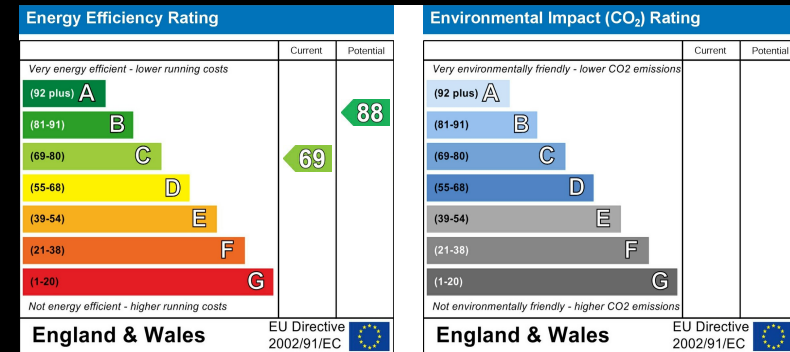 Energy Efficiency Rating
Current Potential
Very energy efficient - lower running costs
(92 plus) A
(81-91) B
88
(69-80) C
69
(55-68) D
(39-54) E
(21-38) F
(1-20) G
Not energy efficient - higher running costs
England & Wales
EU Directive
2002/91/EC
Environmental Impact (CO₂) Rating
Current Potential
Very environmentally friendly - lower CO2 emissions
(92 plus) A
(81-91) B
(69-80) C
(55-68) D
(39-54) E
(21-38) F
(1-20) G
Not environmentally friendly - higher CO2 emissions
England & Wales
EU Directive
2002/91/EC